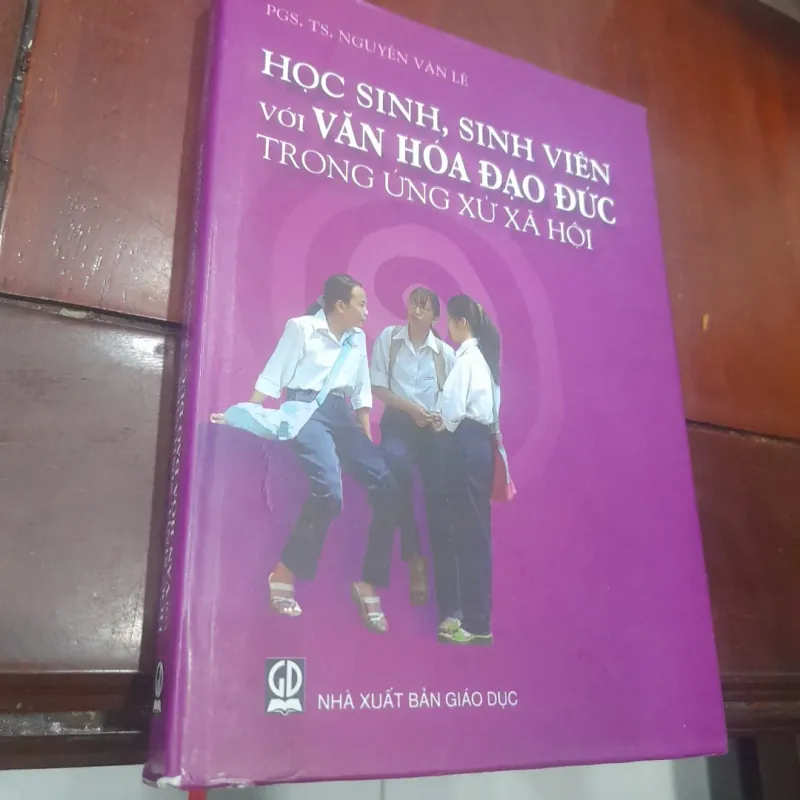 PGS. TS. NGUYỄN VĂN LÊ
HỌC SINH, SINH VIÊN
VỚI VĂN HÓA ĐẠO ĐỨC
TRONG ỨNG XỬ XÃ HỘI
GD
NHÀ XUẤT BẢN GIÁO DỤC